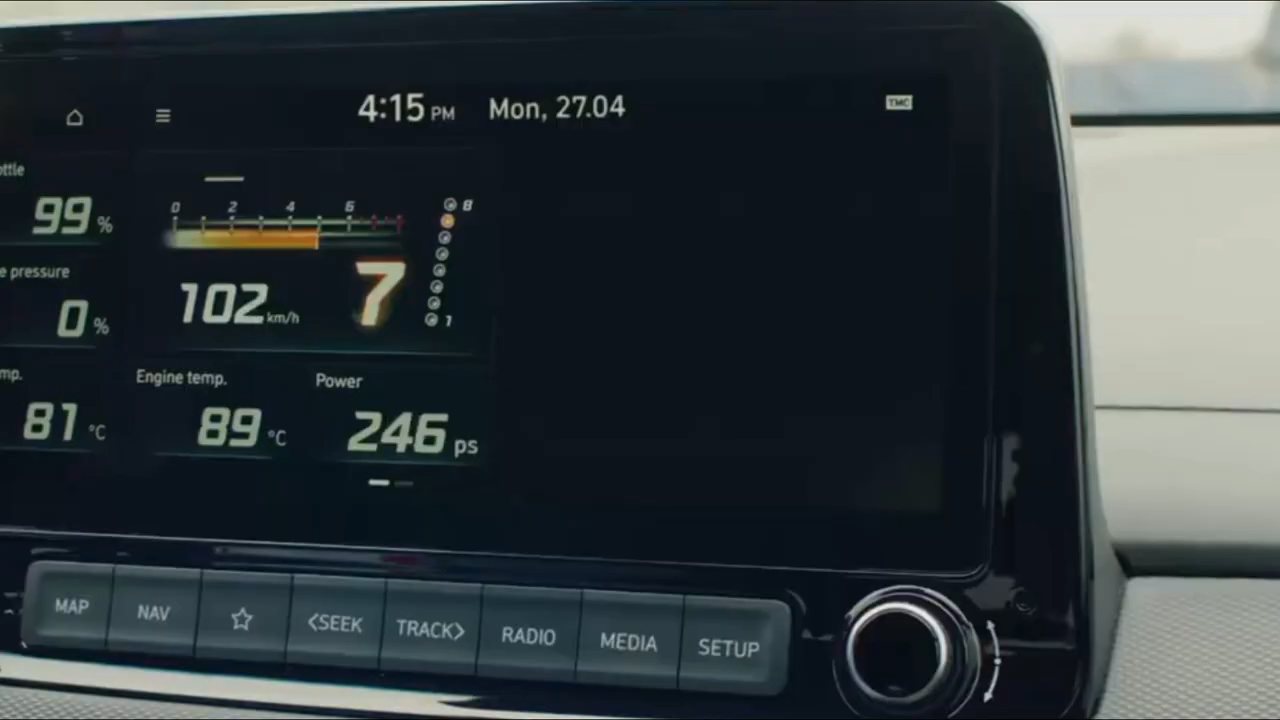 4:15 PM Mon, 27.04 TMC
ottle
99 %
0 2 4 6
8
e pressure
102 km/h 7
0 %
1
mp. Engine temp. Power
81 °C 89 °C 246 ps
MAP NAV <SEEK TRACK> RADIO MEDIA SETUP